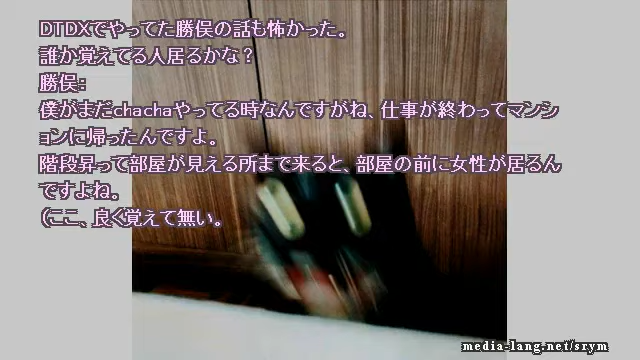 DTDXでやってた勝俣の話も怖かった。
誰か覚えてる人居るかな？
勝俣：
僕がまだchachaやってる時なんですがね、仕事が終わってマンシ
ョンに帰ったんですよ。
階段昇って部屋が見える所まで来ると、部屋の前に女性が居るん
ですよね。
（ここ、良く覚えて無い。
media-lang.net/srym